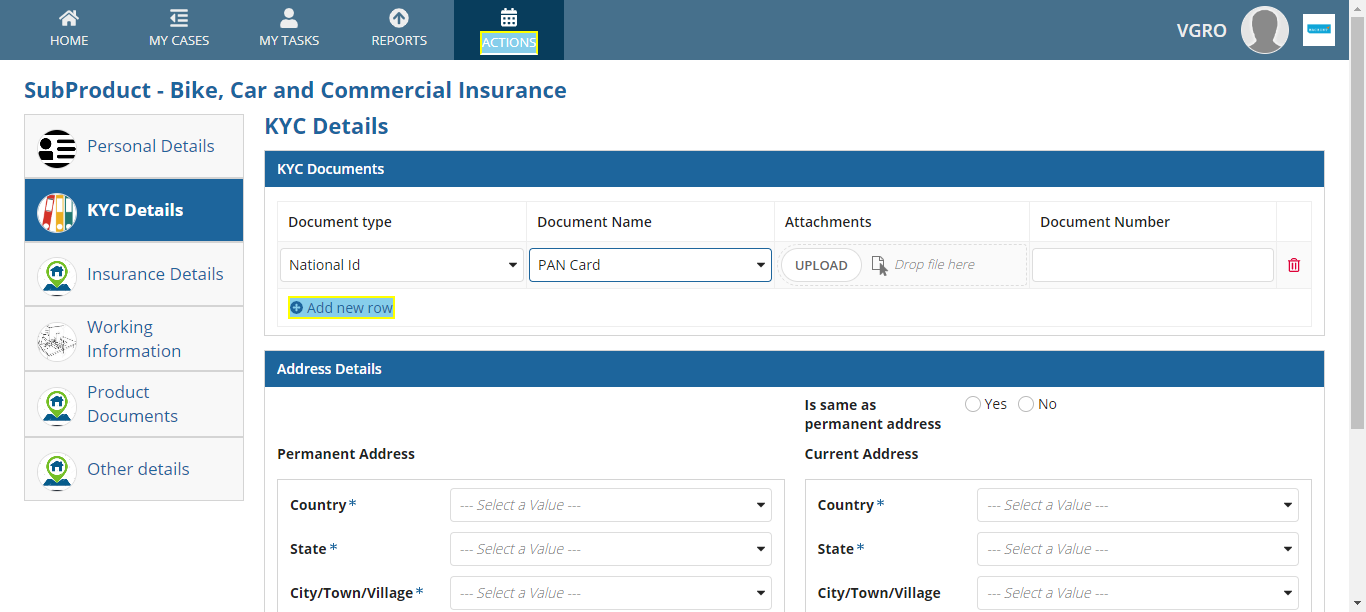 HOME
MY CASES
MY TASKS
REPORTS
ACTIONS
VGRO
SubProduct - Bike, Car and Commercial Insurance
Personal Details
KYC Details
Insurance Details
Working
Information
Product
Documents
Other details
KYC Details
KYC Documents
Document type
Document Name
Attachments
Document Number
National Id
PAN Card
UPLOAD
Drop file here
Add new row
Address Details
Is same as
permanent address
Yes
No
Permanent Address
Country *
--- Select a Value ---
State *
--- Select a Value ---
City/Town/Village *
--- Select a Value ---
Current Address
Country *
--- Select a Value ---
State *
--- Select a Value ---
City/Town/Village
--- Select a Value ---